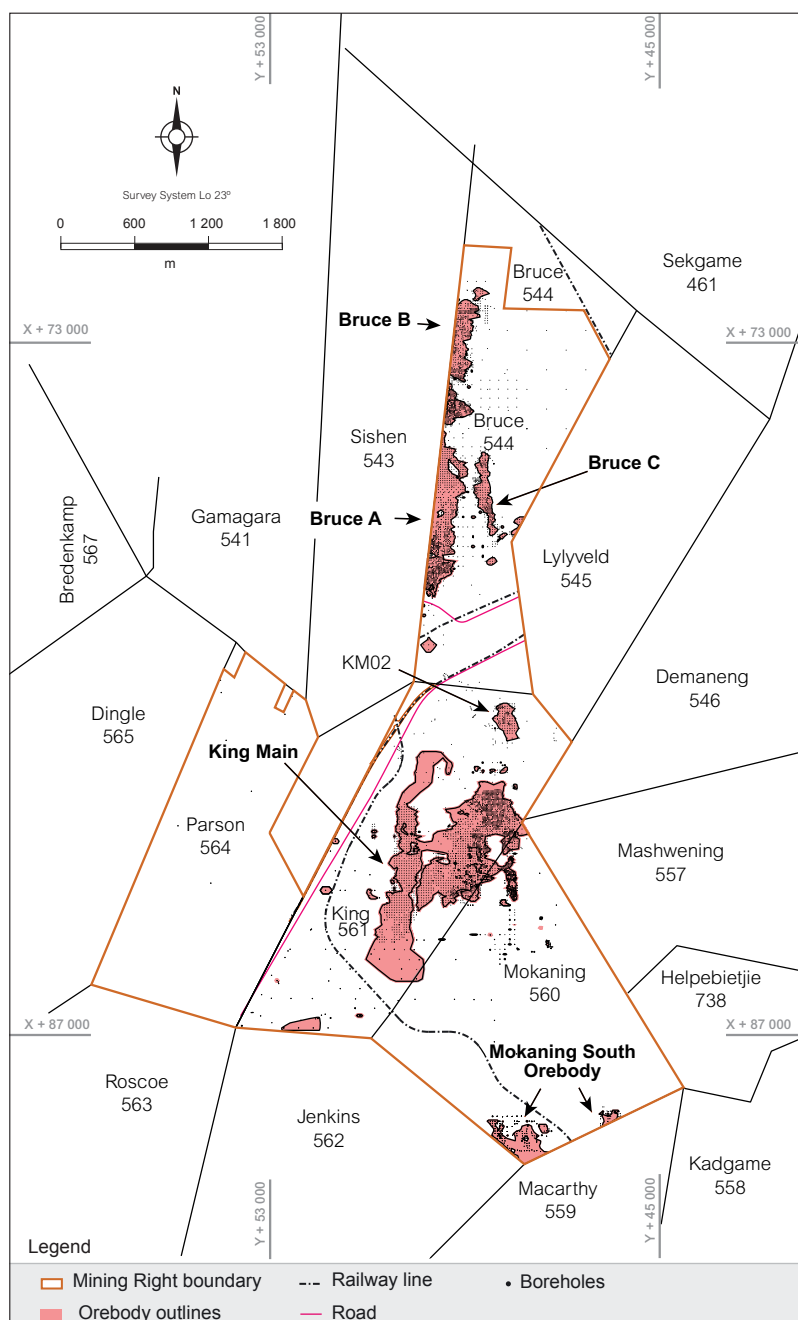 Y + 53 000
Y + 45 000
N
Survey System Lo 23º
0 600 1 200 1 800
m
Bruce
544
Sekgame
461
Bruce B
X + 73 000
X + 73 000
Sishen
543
Bruce
544
Bruce C
Bruce A
Gamagara
541
Bredenkamp
567
Lylyveld
545
KM02
Demaneng
546
Dingle
565
King Main
Parson
564
Mashwening
557
King
561
Mokaning
560
Helpebietjie
738
X + 87 000
X + 87 000
Mokaning South
Orebody
Roscoe
563
Jenkins
562
Kadgame
558
Macarthy
559
Y + 53 000
Y + 45 000
Legend
Mining Right boundary
Railway line
Boreholes
Orebody outlines
Road